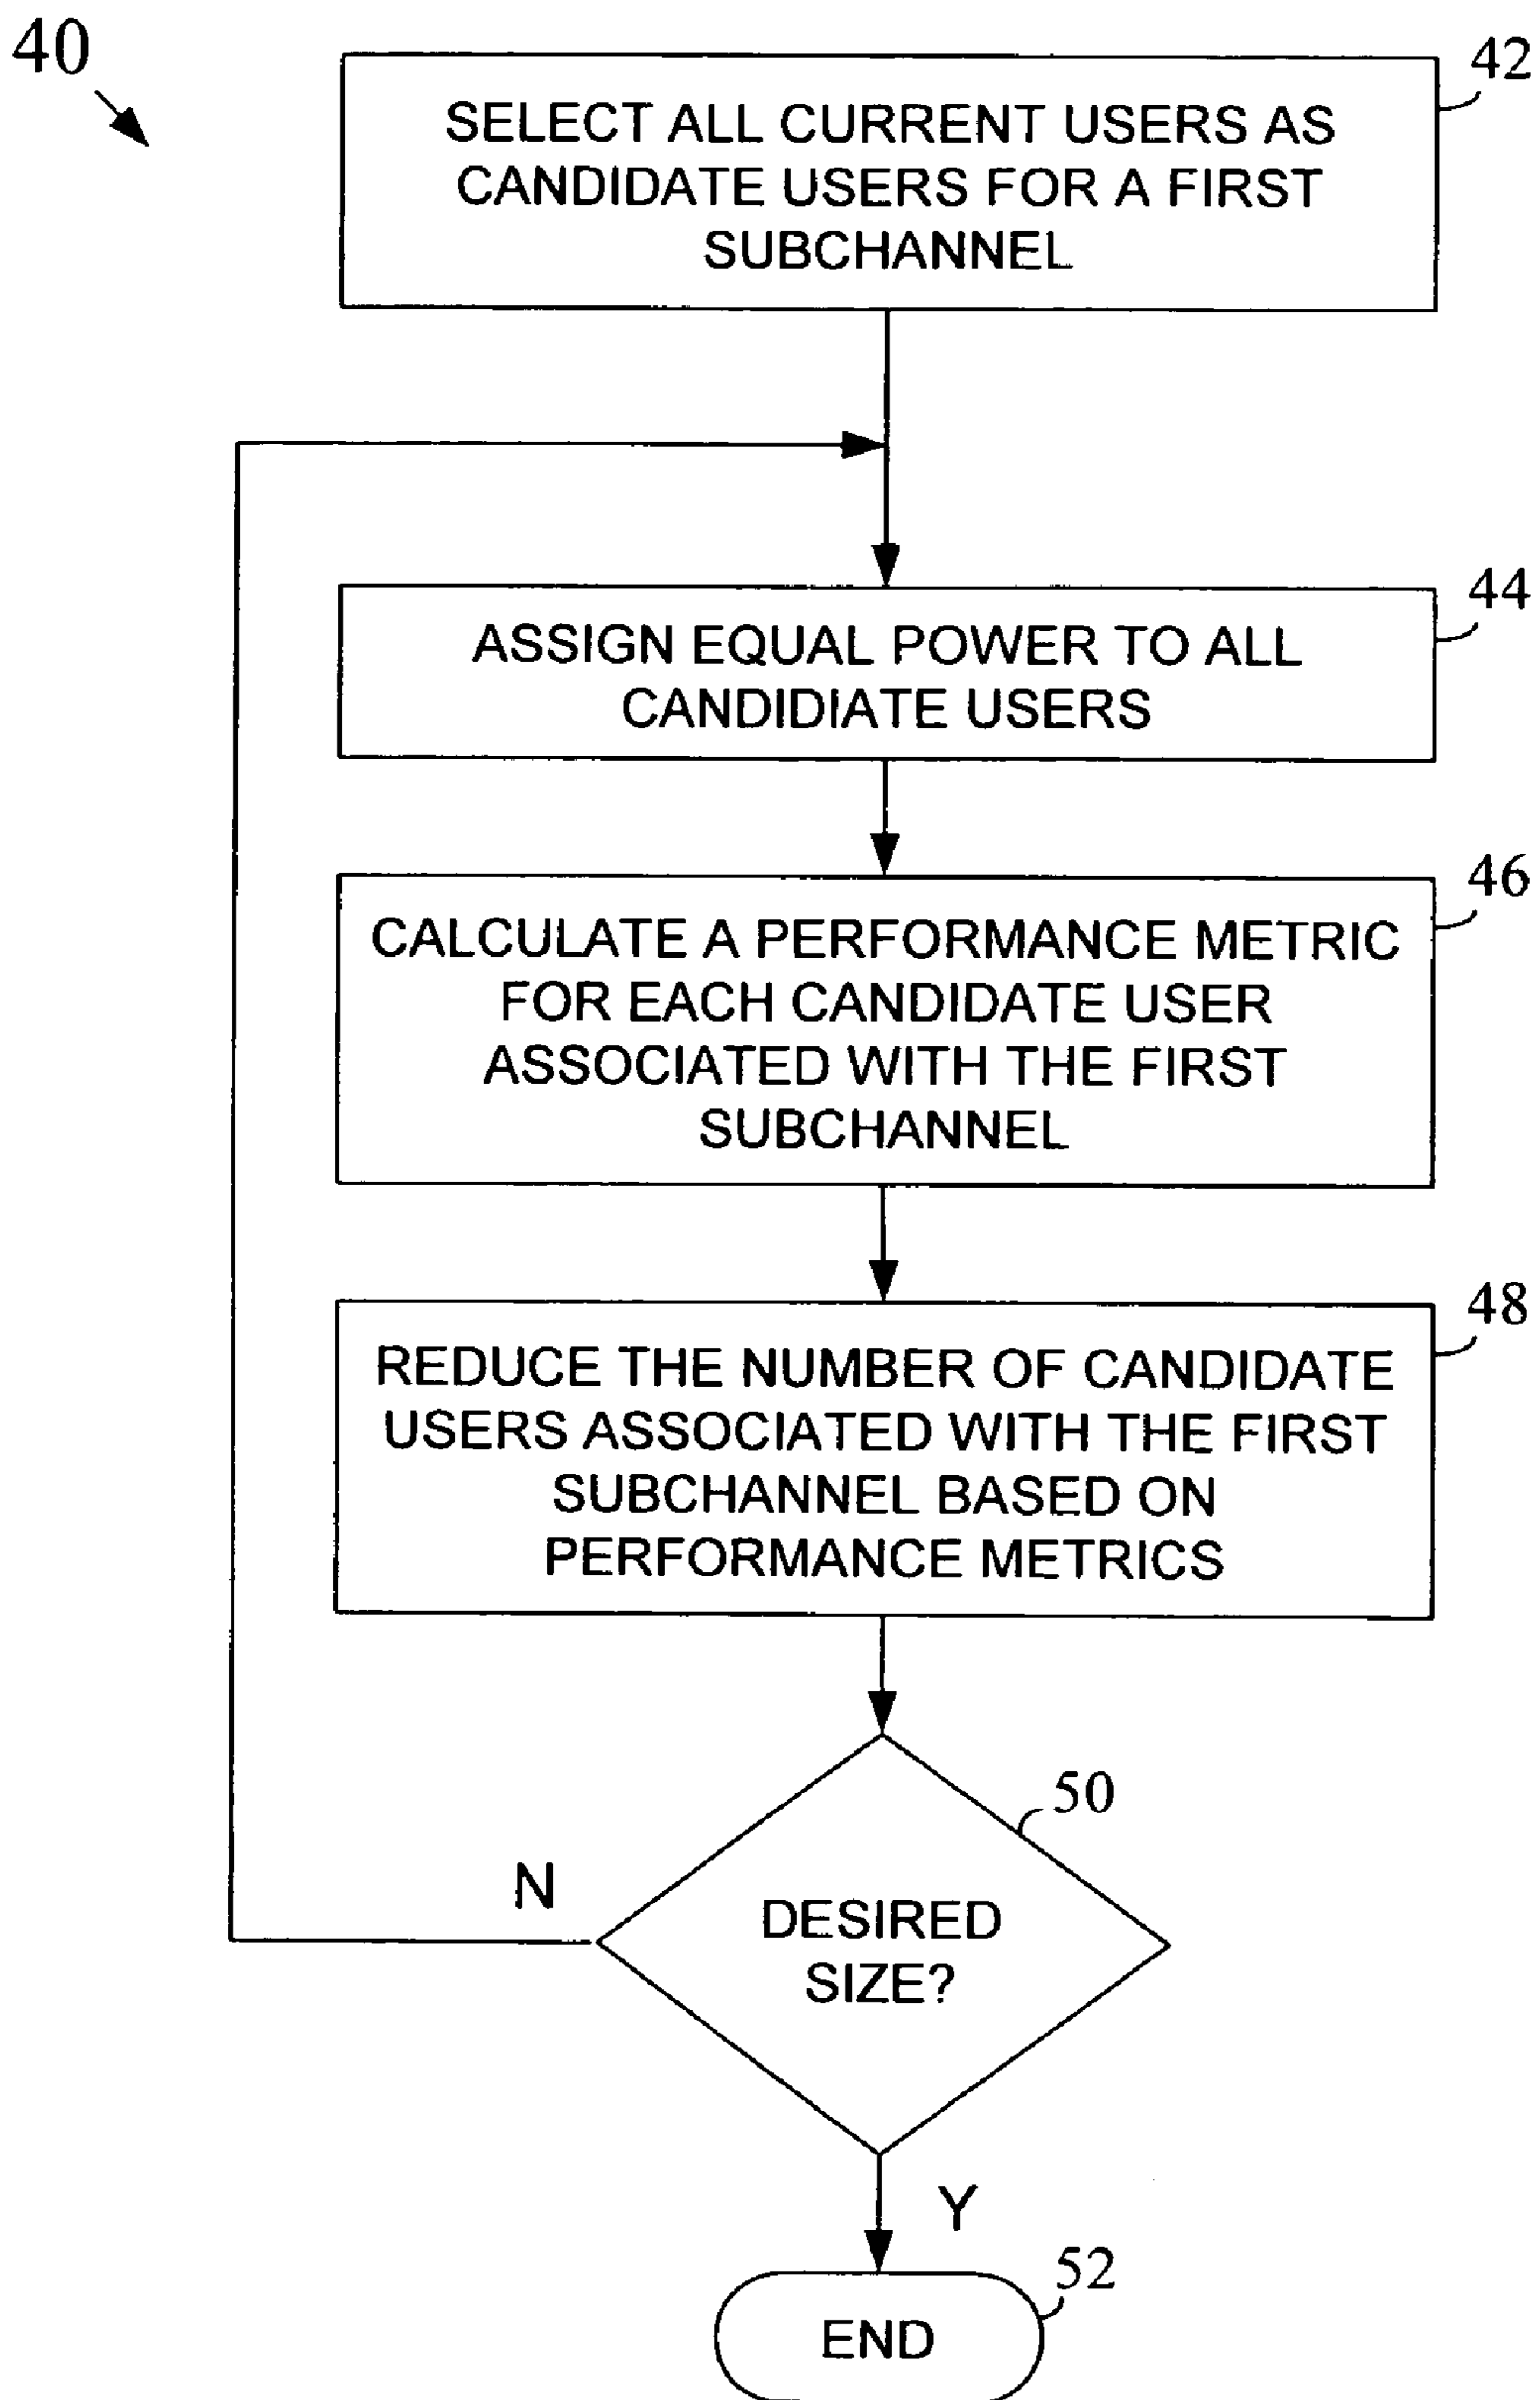 40
42
SELECT ALL CURRENT USERS AS
CANDIDATE USERS FOR A FIRST
SUBCHANNEL
44
ASSIGN EQUAL POWER TO ALL
CANDIDIATE USERS
46
CALCULATE A PERFORMANCE METRIC
FOR EACH CANDIDATE USER
ASSOCIATED WITH THE FIRST
SUBCHANNEL
48
REDUCE THE NUMBER OF CANDIDATE
USERS ASSOCIATED WITH THE FIRST
SUBCHANNEL BASED ON
PERFORMANCE METRICS
50
N
DESIRED
SIZE?
Y
52
END